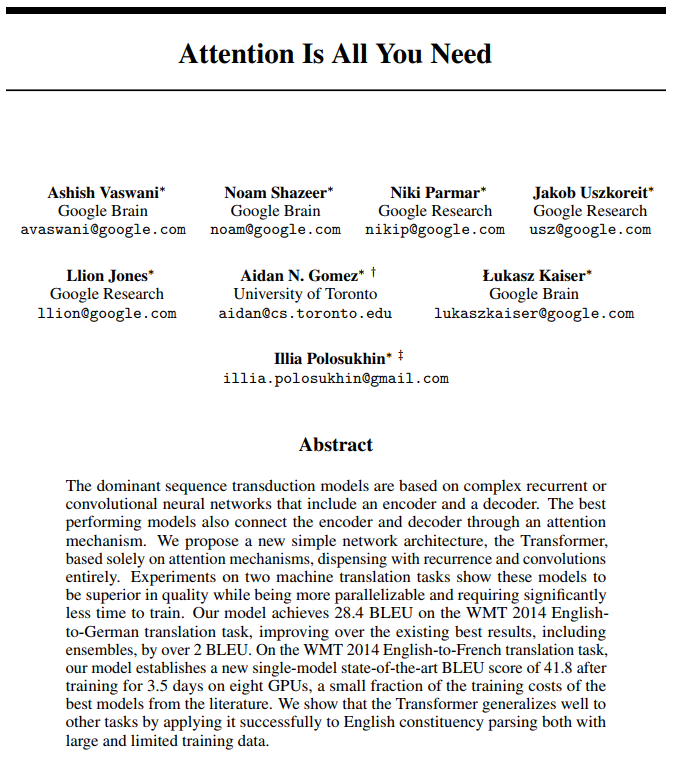 Attention Is All You Need
Ashish Vaswani* Noam Shazeer* Niki Parmar* Jakob Uszkoreit*
Google Brain Google Brain Google Research Google Research
avaswani@google.com noam@google.com nikip@google.com usz@google.com
Llion Jones* Aidan N. Gomez* † Łukasz Kaiser*
Google Research University of Toronto Google Brain
llion@google.com aidan@cs.toronto.edu lukaszkaiser@google.com
Illia Polosukhin* ‡
illia.polosukhin@gmail.com
Abstract
The dominant sequence transduction models are based on complex recurrent or
convolutional neural networks that include an encoder and a decoder. The best
performing models also connect the encoder and decoder through an attention
mechanism. We propose a new simple network architecture, the Transformer,
based solely on attention mechanisms, dispensing with recurrence and convolutions
entirely. Experiments on two machine translation tasks show these models to
be superior in quality while being more parallelizable and requiring significantly
less time to train. Our model achieves 28.4 BLEU on the WMT 2014 English-
to-German translation task, improving over the existing best results, including
ensembles, by over 2 BLEU. On the WMT 2014 English-to-French translation task,
our model establishes a new single-model state-of-the-art BLEU score of 41.8 after
training for 3.5 days on eight GPUs, a small fraction of the training costs of the
best models from the literature. We show that the Transformer generalizes well to
other tasks by applying it successfully to English constituency parsing both with
large and limited training data.